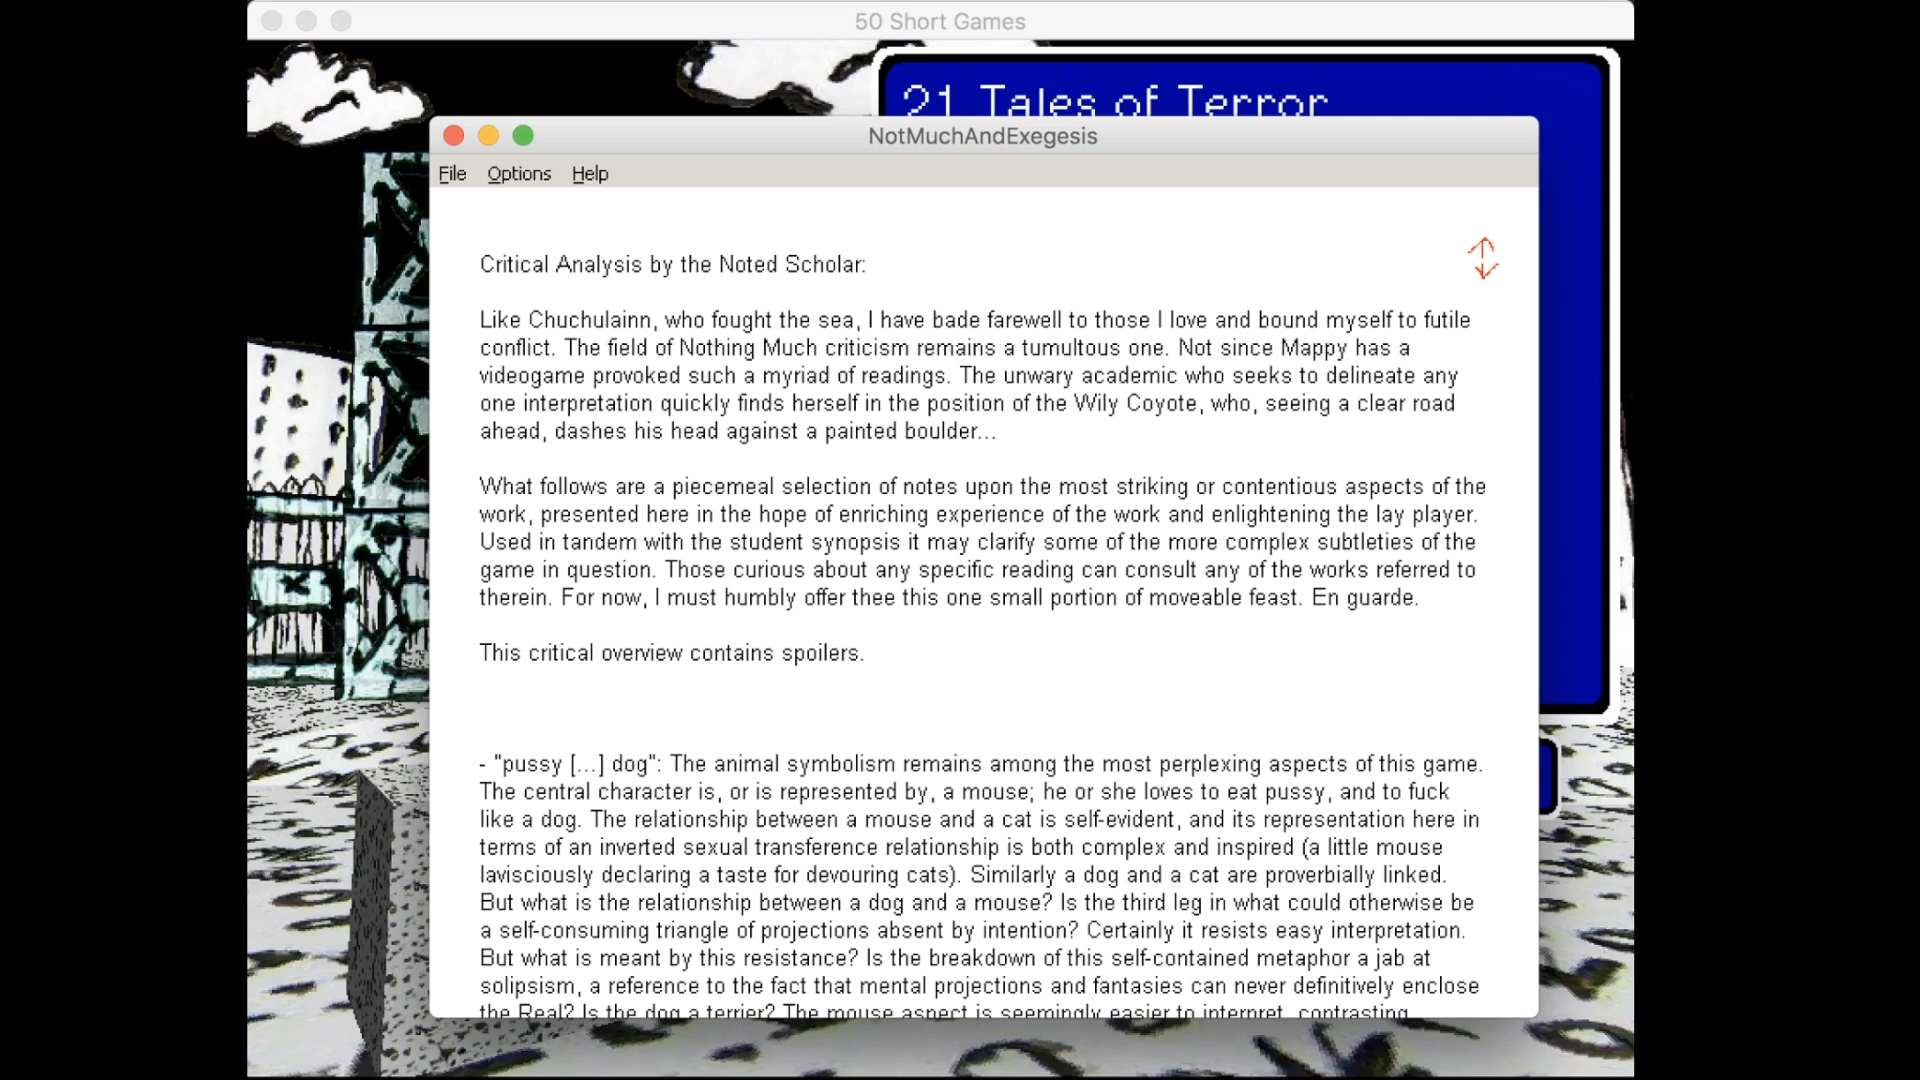 50 Short Games
21 Tales of Terror
NotMuchAndExegesis
File Options Help
Critical Analysis by the Noted Scholar:
Like Chuchulainn, who fought the sea, I have bade farewell to those I love and bound myself to futile
conflict. The field of Nothing Much criticism remains a tumultous one. Not since Mappy has a
videogame provoked such a myriad of readings. The unwary academic who seeks to delineate any
one interpretation quickly finds herself in the position of the Wily Coyote, who, seeing a clear road
ahead, dashes his head against a painted boulder...
What follows are a piecemeal selection of notes upon the most striking or contentious aspects of the
work, presented here in the hope of enriching experience of the work and enlightening the lay player.
Used in tandem with the student synopsis it may clarify some of the more complex subtleties of the
game in question. Those curious about any specific reading can consult any of the works referred to
therein. For now, I must humbly offer thee this one small portion of moveable feast. En guarde.
This critical overview contains spoilers.
- "pussy [...] dog": The animal symbolism remains among the most perplexing aspects of this game.
The central character is, or is represented by, a mouse; he or she loves to eat pussy, and to fuck
like a dog. The relationship between a mouse and a cat is self-evident, and its representation here in
terms of an inverted sexual transference relationship is both complex and inspired (a little mouse
lavisciously declaring a taste for devouring cats). Similarly a dog and a cat are proverbially linked.
But what is the relationship between a dog and a mouse? Is the third leg in what could otherwise be
a self-consuming triangle of projections absent by intention? Certainly it resists easy interpretation.
But what is meant by this resistance? Is the breakdown of this self-contained metaphor a jab at
solipsism, a reference to the fact that mental projections and fantasies can never definitively enclose
the Real? Is the dog a terrier? The mouse aspect is seemingly easier to interpret, contrasting